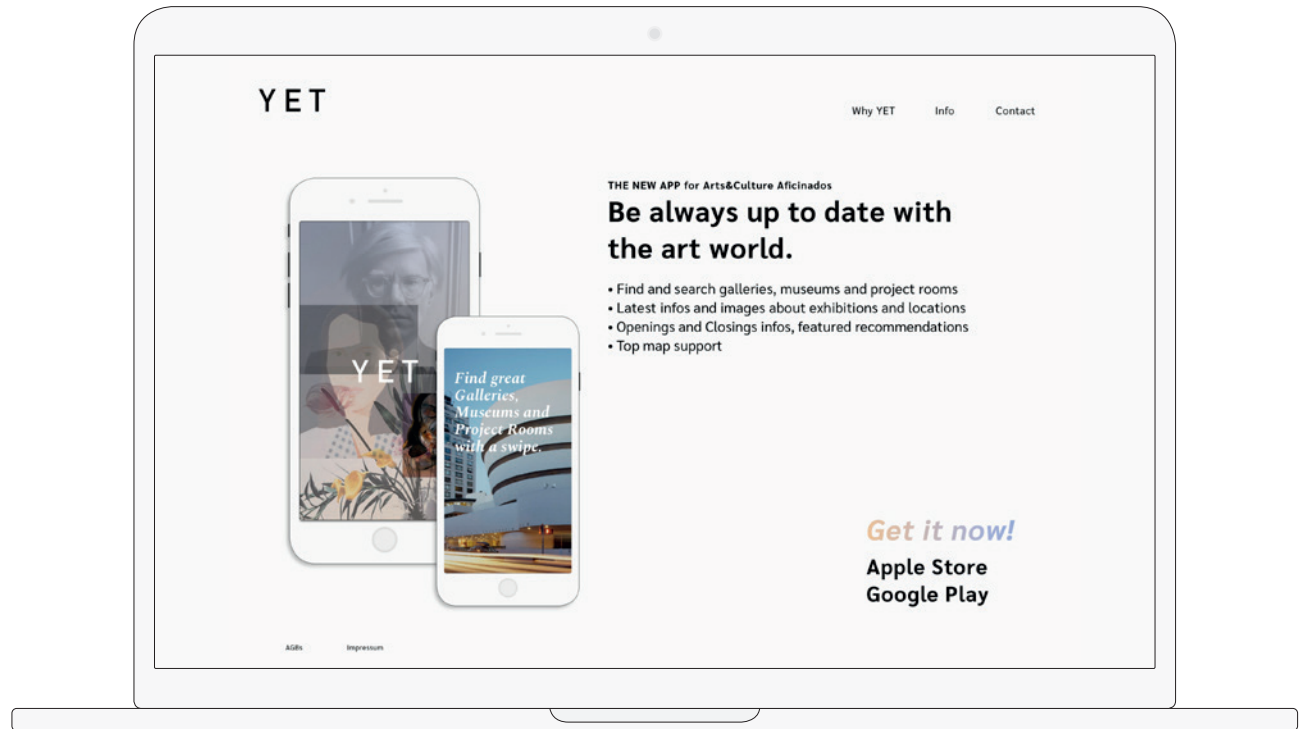 YET
Why YET Info Contact
THE NEW APP for Arts&Culture Aficinados
Be always up to date with
the art world.
• Find and search galleries, museums and project rooms
• Latest infos and images about exhibitions and locations
• Openings and Closings infos, featured recommendations
• Top map support
YET
Find great
Galleries,
Museums and
Project Rooms
with a swipe.
Get it now!
Apple Store
Google Play
AGBs Impressum